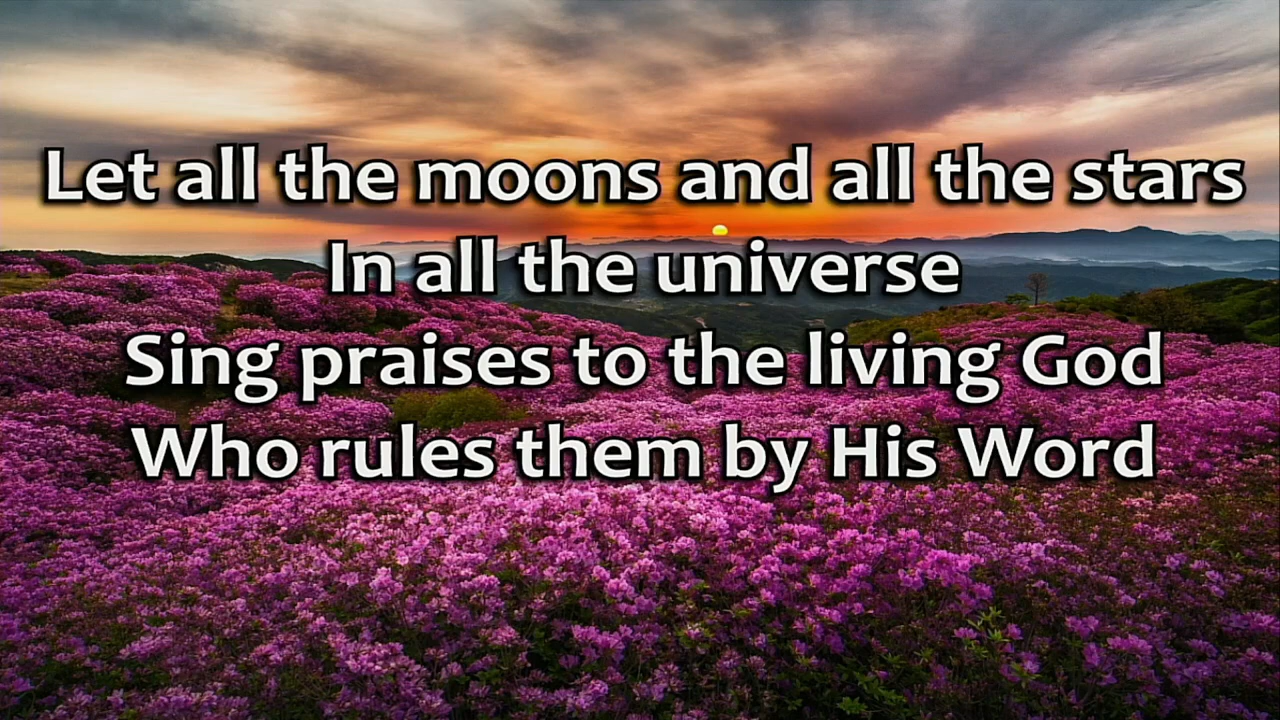 Let all the moons and all the stars
In all the universe
Sing praises to the living God
Who rules them by His Word